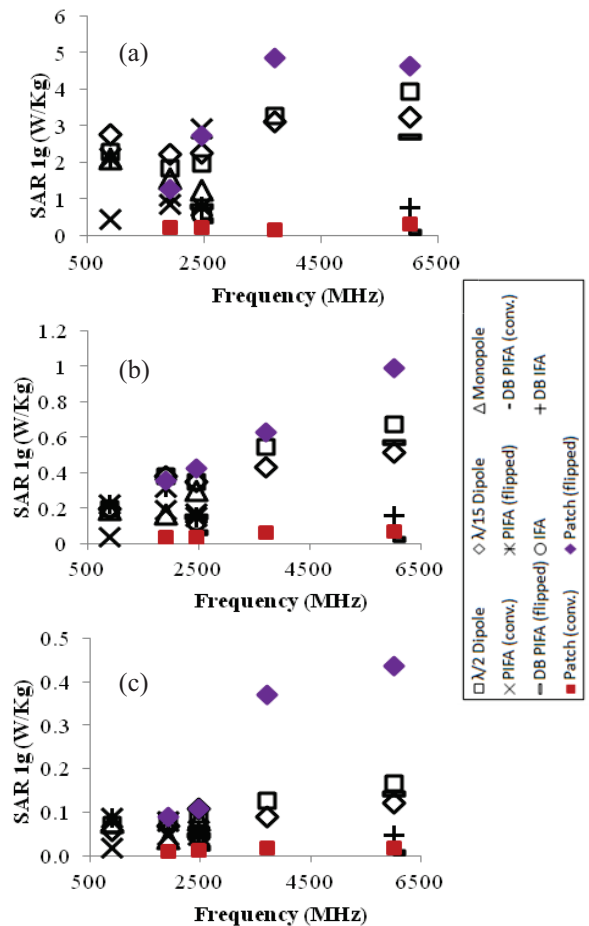 (a)
SAR 1g (W/Kg)
6
5
4
3
2
1
0
500 2500 4500 6500
Frequency (MHz)
(b)
SAR 1g (W/Kg)
1.2
1
0.8
0.6
0.4
0.2
0
500 2500 4500 6500
Frequency (MHz)
(c)
SAR 1g (W/Kg)
0.5
0.4
0.3
0.2
0.1
0.0
500 2500 4500 6500
Frequency (MHz)
λ/2 Dipole λ/15 Dipole Monopole
PIFA (conv.) PIFA (flipped) DB PIFA (conv.)
DB PIFA (flipped) IFA DB IFA
Patch (conv.) Patch (flipped)